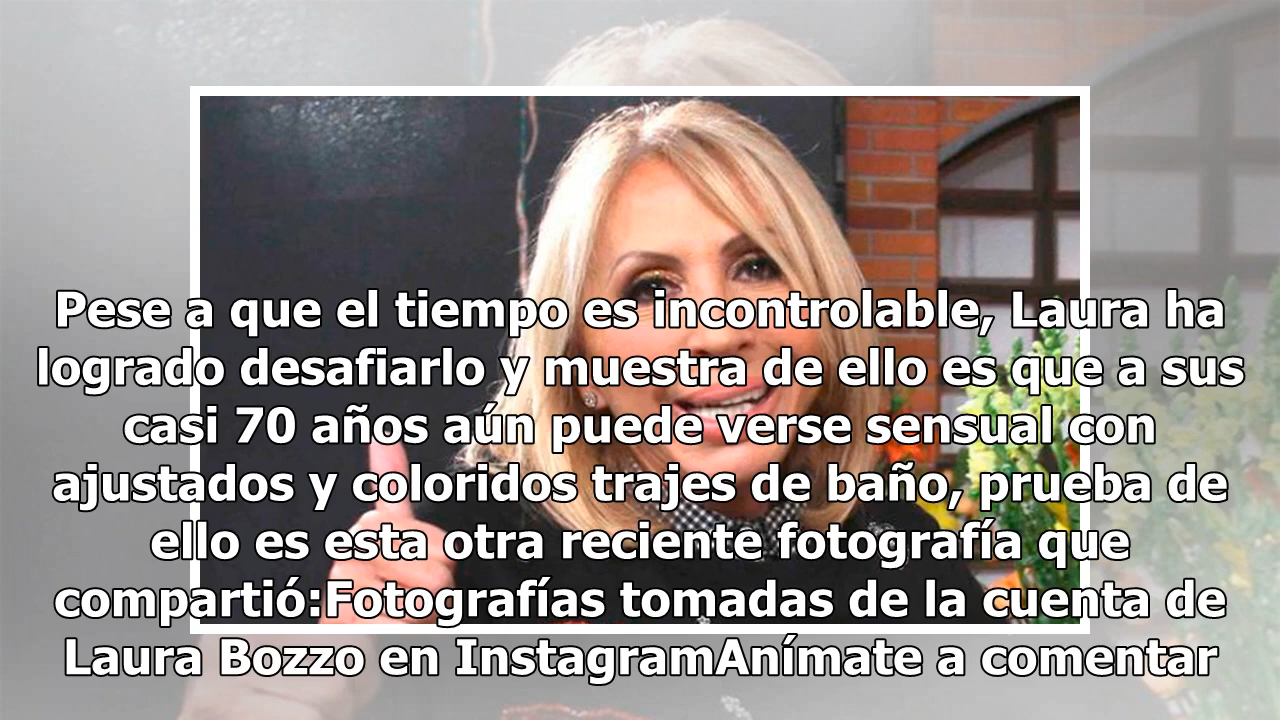 Pese a que el tiempo es incontrolable, Laura ha
logrado desafiarlo y muestra de ello es que a sus
casi 70 años aún puede verse sensual con
ajustados y coloridos trajes de baño, prueba de
ello es esta otra reciente fotografía que
compartió:Fotografías tomadas de la cuenta de
Laura Bozzo en InstagramAnímate a comentar